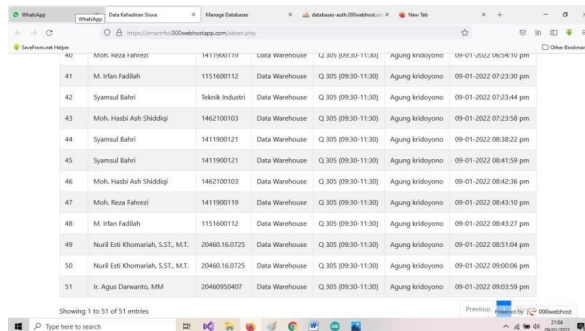 WhatsApp
Data Kehadiran Siswa
Manage Databases
databases-auth.000webhost.co
New Tab
WhatsApp
https://smartrfid.000webhostapp.com/absen.php
SaveFrom.net Helper
Other Bookmar
40 Moh. Reza Fahrezi 1411900119 Data Warehouse Q 305 (09:30-11:30) Agung kridoyono 09-01-2022 06:54:10 pm
41 M. Irfan Fadilah 1151600112 Data Warehouse Q 305 (09:30-11:30) Agung kridoyono 09-01-2022 07:23:30 pm
42 Syamsul Bahri Teknik Industri Data Warehouse Q 305 (09:30-11:30) Agung kridoyono 09-01-2022 07:23:44 pm
43 Moh. Hasbi Ash Shiddiqi 1462100103 Data Warehouse Q 305 (09:30-11:30) Agung kridoyono 09-01-2022 07:23:58 pm
44 Syamsul Bahri 1411900121 Data Warehouse Q 305 (09:30-11:30) Agung kridoyono 09-01-2022 08:38:22 pm
45 Syamsul Bahri 1411900121 Data Warehouse Q 305 (09:30-11:30) Agung kridoyono 09-01-2022 08:41:59 pm
46 Moh. Hasbi Ash Shiddiqi 1462100103 Data Warehouse Q 305 (09:30-11:30) Agung kridoyono 09-01-2022 08:42:36 pm
47 Moh. Reza Fahrezi 1411900119 Data Warehouse Q 305 (09:30-11:30) Agung kridoyono 09-01-2022 08:43:10 pm
48 M. Irfan Fadilah 1151600112 Data Warehouse Q 305 (09:30-11:30) Agung kridoyono 09-01-2022 08:43:27 pm
49 Nuril Esti Khomariah, S.ST., M.T. 20460.16.0725 Data Warehouse Q 305 (09:30-11:30) Agung kridoyono 09-01-2022 08:51:04 pm
50 Nuril Esti Khomariah, S.ST., M.T. 20460.16.0725 Data Warehouse Q 305 (09:30-11:30) Agung kridoyono 09-01-2022 09:00:06 pm
51 Ir. Agus Darwanto, MM 20460950407 Data Warehouse Q 305 (09:30-11:30) Agung kridoyono 09-01-2022 09:03:59 pm
Showing 1 to 51 of 51 entries
Previous
Powered by 000webhost
Type here to search
21:04